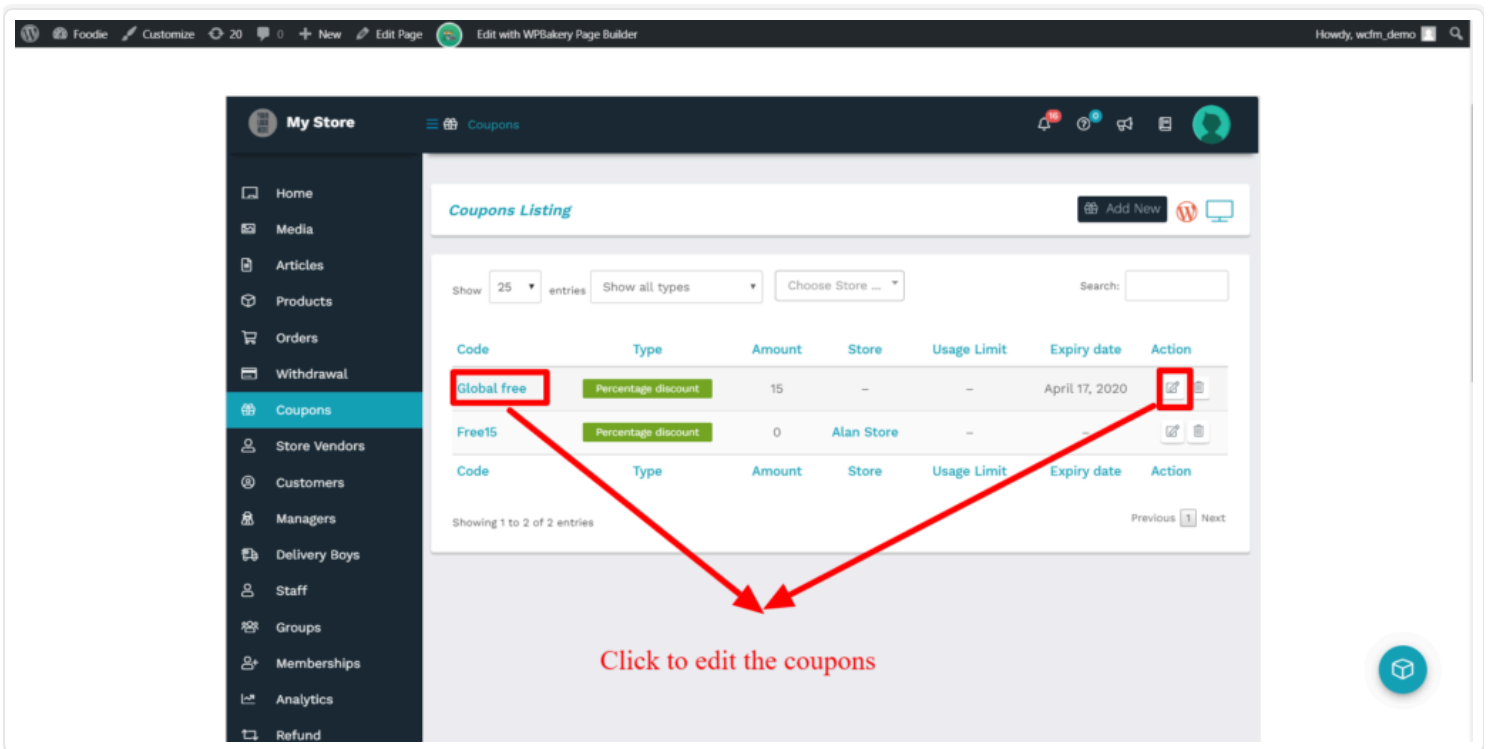 Foodie Customize 20 0 New Edit Page Edit with WPBakery Page Builder Howdy, wcfm_demo
My Store Coupons 16 0
Home
Coupons Listing Add New
Media
Articles
Show 25 entries Show all types Choose Store ... Search:
Products
Orders
Code Type Amount Store Usage Limit Expiry date Action
Withdrawal
Global free Percentage discount 15 – – April 17, 2020
Coupons
Free15 Percentage discount 0 Alan Store – –
Store Vendors
Code Type Amount Store Usage Limit Expiry date Action
Customers
Managers
Showing 1 to 2 of 2 entries Previous 1 Next
Delivery Boys
Staff
Groups
Click to edit the coupons
Memberships
Analytics
Refund